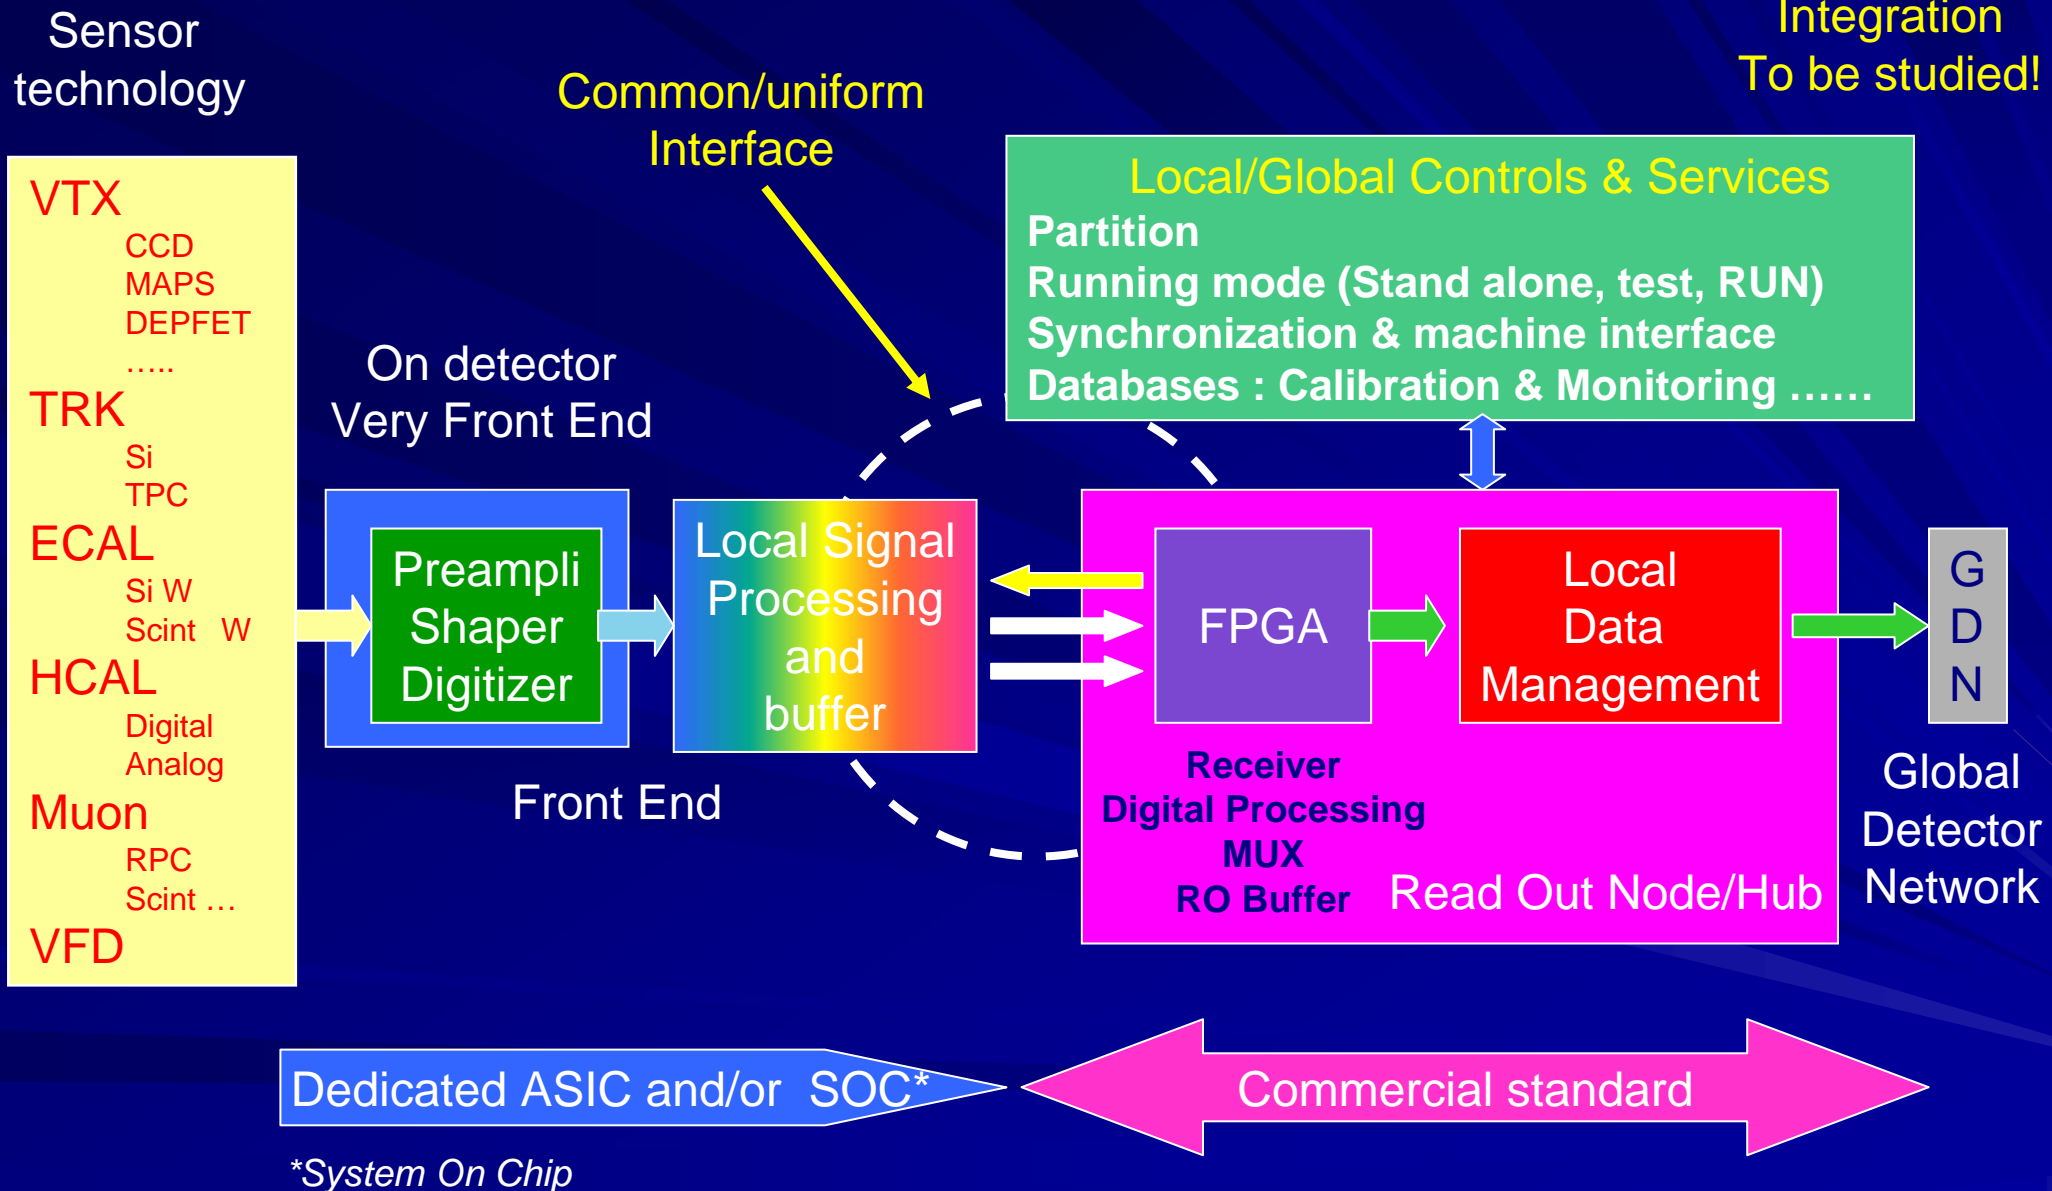 Sensor
technology
Integration
To be studied!
Common/uniform
Interface
VTX
CCD
MAPS
DEPFET
…..
TRK
Si
TPC
ECAL
Si W
Scint W
HCAL
Digital
Analog
Muon
RPC
Scint …
VFD
On detector
Very Front End
Preampli
Shaper
Digitizer
Front End
Local Signal
Processing
and
buffer
Local/Global Controls & Services
Partition
Running mode (Stand alone, test, RUN)
Synchronization & machine interface
Databases : Calibration & Monitoring ……
FPGA
Local
Data
Management
Receiver
Digital Processing
MUX
RO Buffer
Read Out Node/Hub
G
D
N
Global
Detector
Network
Dedicated ASIC and/or SOC*
Commercial standard
*System On Chip